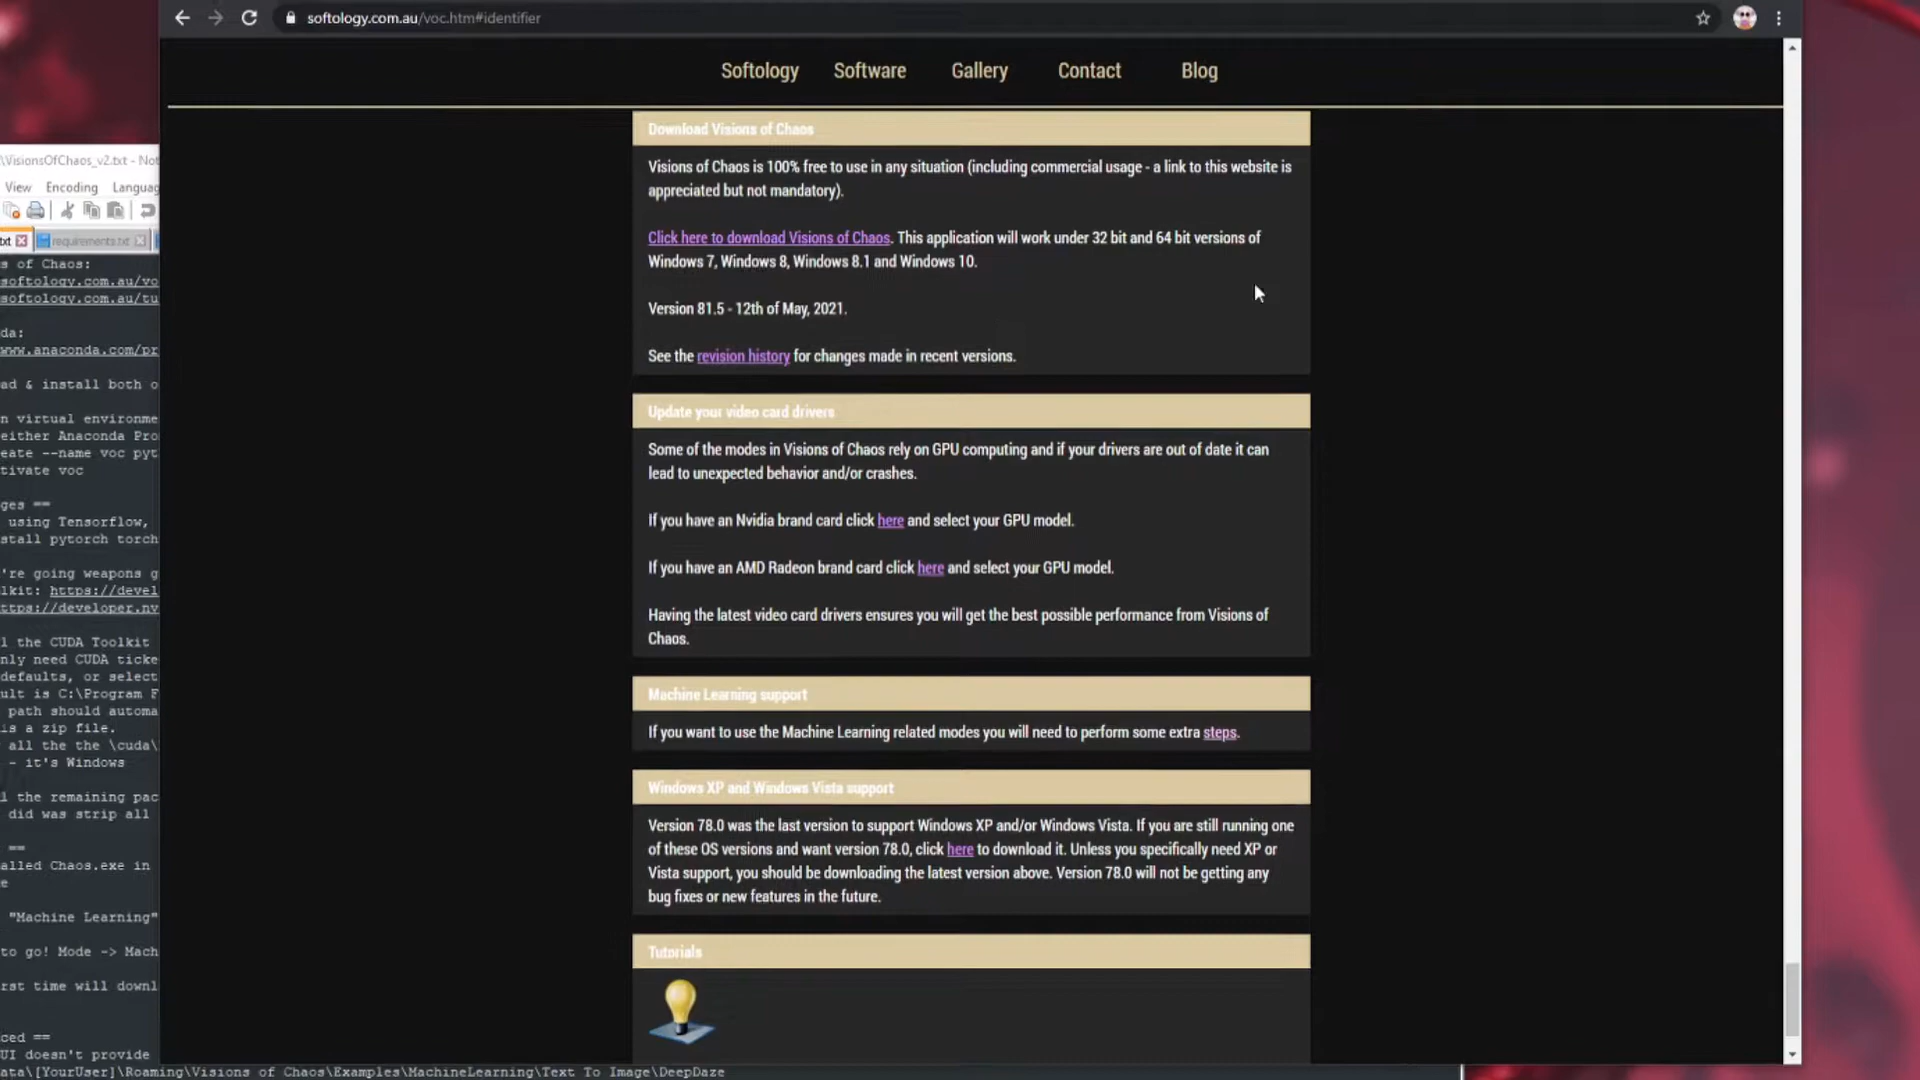 softology.com.au/voc.htm#identifier
Softology Software Gallery Contact Blog
Download Visions of Chaos
Visions of Chaos is 100% free to use in any situation (including commercial usage - a link to this website is
appreciated but not mandatory).
Click here to download Visions of Chaos. This application will work under 32 bit and 64 bit versions of
Windows 7, Windows 8, Windows 8.1 and Windows 10.
Version 81.5 - 12th of May, 2021.
See the revision history for changes made in recent versions.
Update your video card drivers
Some of the modes in Visions of Chaos rely on GPU computing and if your drivers are out of date it can
lead to unexpected behavior and/or crashes.
If you have an Nvidia brand card click here and select your GPU model.
If you have an AMD Radeon brand card click here and select your GPU model.
Having the latest video card drivers ensures you will get the best possible performance from Visions of
Chaos.
Machine Learning support
If you want to use the Machine Learning related modes you will need to perform some extra steps.
Windows XP and Windows Vista support
Version 78.0 was the last version to support Windows XP and/or Windows Vista. If you are still running one
of these OS versions and want version 78.0, click here to download it. Unless you specifically need XP or
Vista support, you should be downloading the latest version above. Version 78.0 will not be getting any
bug fixes or new features in the future.
Tutorials
\VisionsOfChaos_v2.txt - Not
View Encoding Languag
txt requirements.txt
s of Chaos:
softology.com.au/vo
softology.com.au/tu
da:
www.anaconda.com/pr
ad & install both o
n virtual environme
either Anaconda Pro
eate --name voc pyt
tivate voc
ges ==
using Tensorflow,
stall pytorch torch
're going weapons g
lkit: https://devel
ttps://developer.nv
l the CUDA Toolkit
nly need CUDA ticke
defaults, or select
ult is C:\Program F
path should automa
is a zip file.
all the the \cuda\
- it's Windows
l the remaining pac
did was strip all
==
alled Chaos.exe in
e
"Machine Learning"
to go! Mode -> Mach
rst time will downl
ced ==
UI doesn't provide
ata\[YourUser]\Roaming\Visions of Chaos\Examples\MachineLearning\Text To Image\DeepDaze